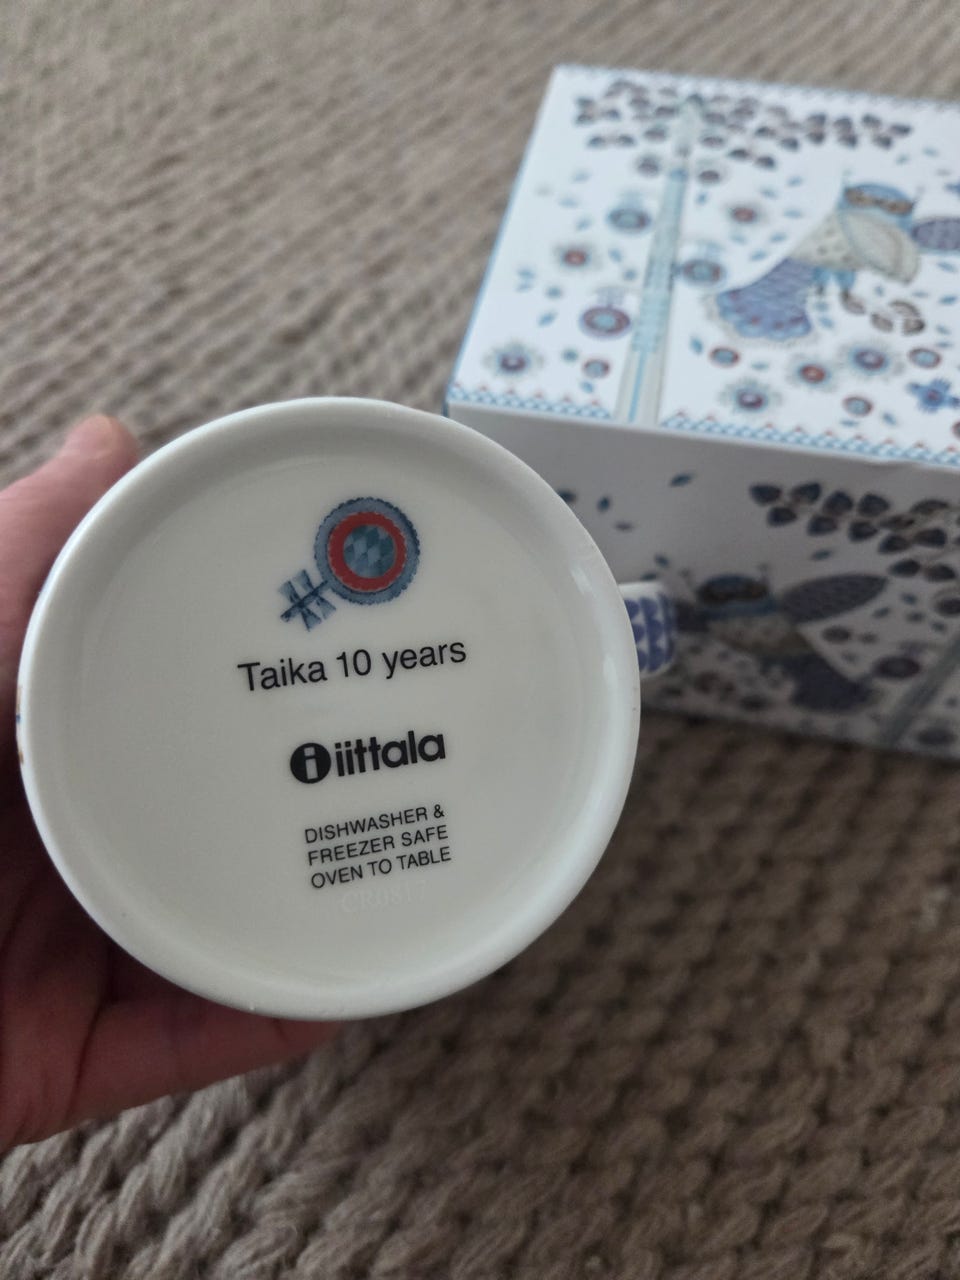 Taika 10 years
iittala
DISHWASHER &
FREEZER SAFE
OVEN TO TABLE